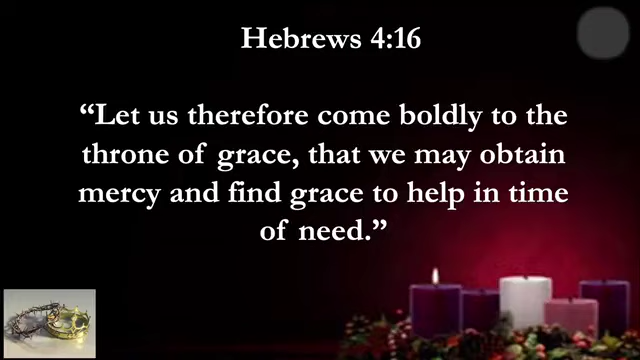 Hebrews 4:16
“Let us therefore come boldly to the
throne of grace, that we may obtain
mercy and find grace to help in time
of need.”